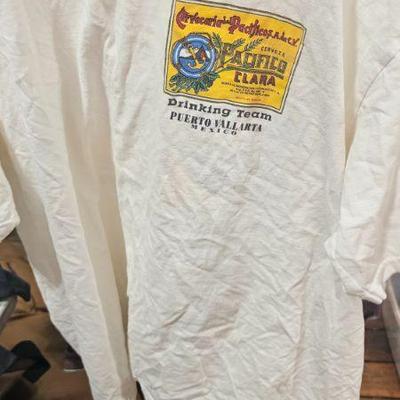 Cervecería del Pacífico, S.A. de C.V.
CERVEZA
PACIFICO
CLARA
Drinking Team
PUERTO VALLARTA
MEXICO